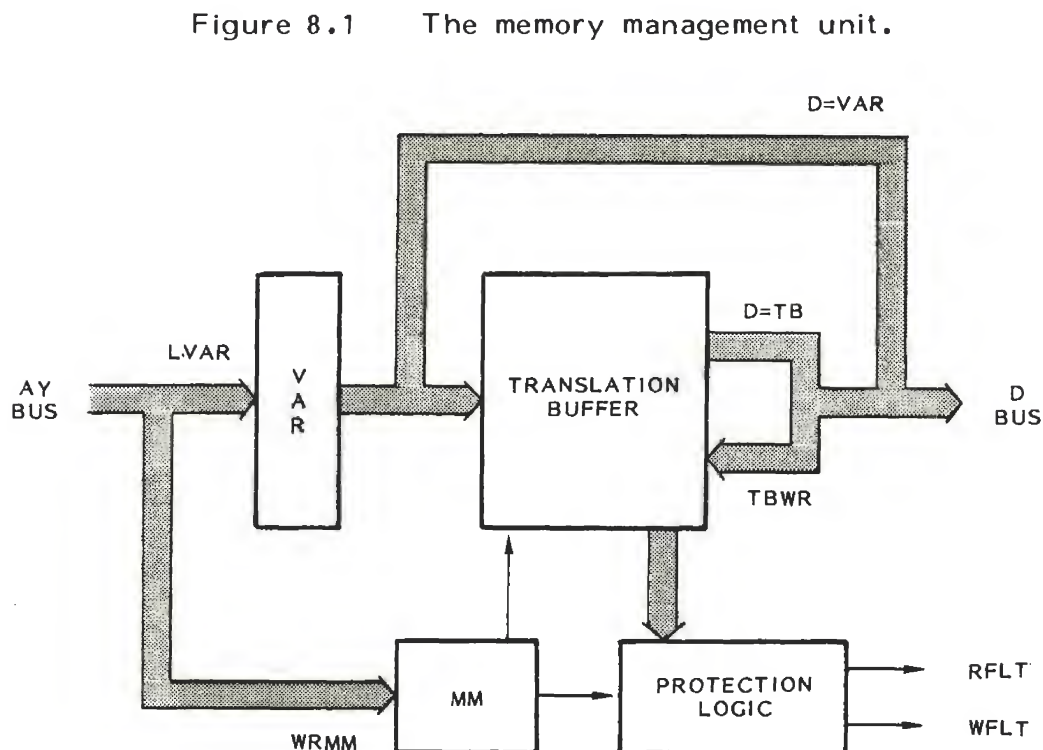 Figure 8.1 The memory management unit.
D=VAR
D=TB
L.VAR
AY
BUS
V
A
R
TRANSLATION
BUFFER
D
BUS
TBWR
MM
PROTECTION
LOGIC
RFLT
WFLT
WRMM